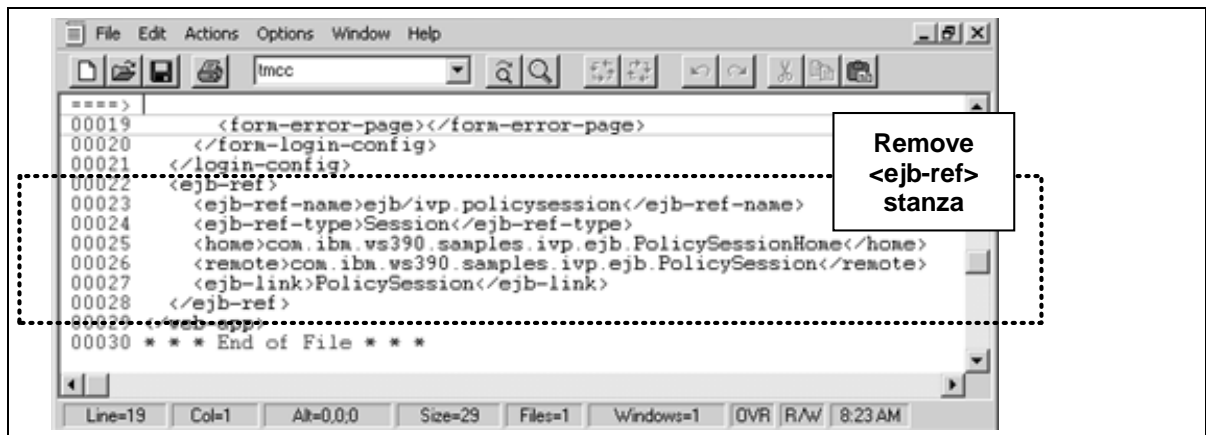 File Edit Actions Options Window Help
tmcc
====>
00019 <form-error-page></form-error-page>
00020 </form-login-config>
00021 </login-config>
00022 <ejb-ref>
00023 <ejb-ref-name>ejb/ivp.policysession</ejb-ref-name>
00024 <ejb-ref-type>Session</ejb-ref-type>
00025 <home>com.ibm.ws390.samples.ivp.ejb.PolicySessionHome</home>
00026 <remote>com.ibm.ws390.samples.ivp.ejb.PolicySession</remote>
00027 <ejb-link>PolicySession</ejb-link>
00028 </ejb-ref>
00029 </web-app>
00030 * * * End of File * * *
Remove
<ejb-ref>
stanza
Line=19 Col=1 Alt=0,0;0 Size=29 Files=1 Windows=1 OVR R/W 8:23 AM